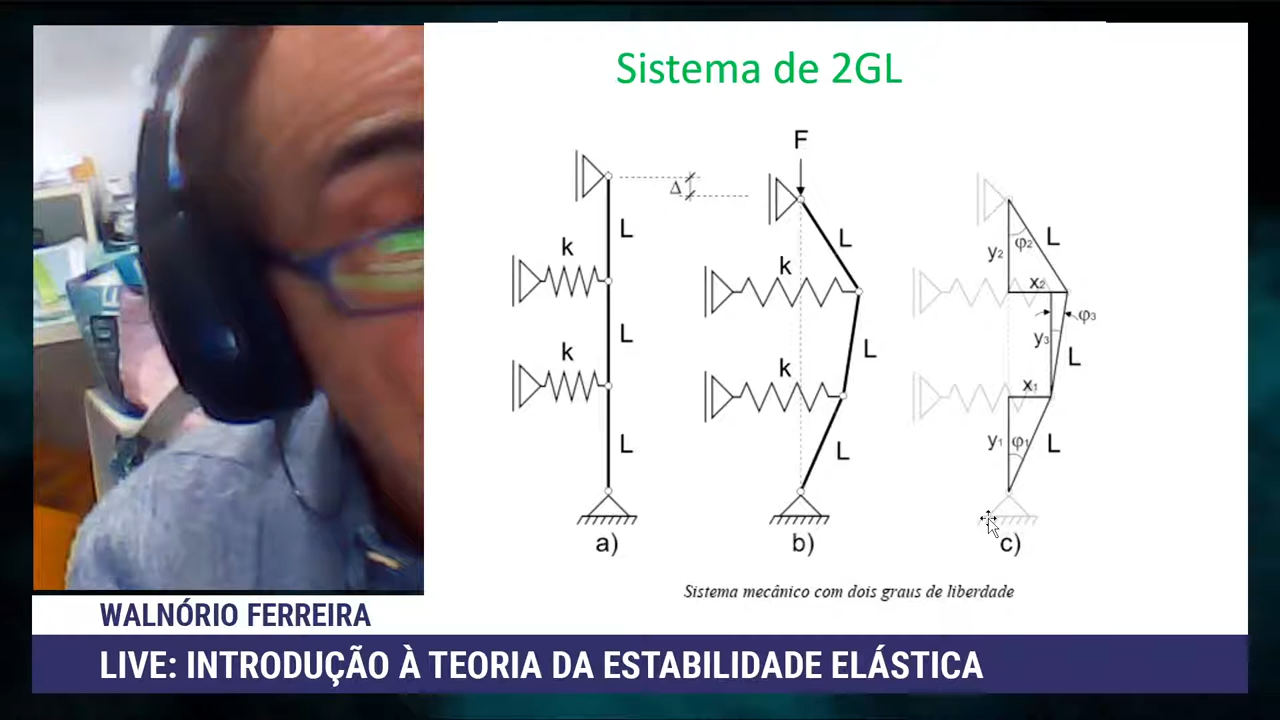 Sistema de 2GL
F
Δ
L
k
L
k
L
a)
L
k
L
k
L
b)
y₂
φ₂
L
x₂
φ₃
y₃
L
x₁
y₁
φ₁
L
c)
Sistema mecânico com dois graus de liberdade
WALNÓRIO FERREIRA
LIVE: INTRODUÇÃO À TEORIA DA ESTABILIDADE ELÁSTICA